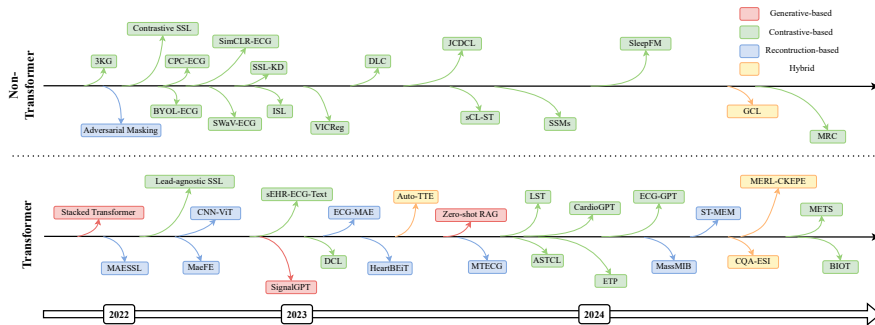 Generative-based
Contrastive-based
Reconstruction-based
Hybrid
Non-
Transformer
3KG
Contrastive SSL
CPC-ECG
SimCLR-ECG
SSL-KD
DLC
JCDCL
SleepFM
Adversarial Masking
BYOL-ECG
SWaV-ECG
ISL
VICReg
sCL-ST
SSMs
GCL
MRC
Transformer
Stacked Transformer
Lead-agnostic SSL
CNN-ViT
sEHR-ECG-Text
ECG-MAE
Auto-TTE
Zero-shot RAG
LST
CardioGPT
ECG-GPT
ST-MEM
MERL-CKEPE
METS
MAESSL
MaeFE
SignalGPT
DCL
HeartBEiT
MTECG
ASTCL
ETP
MassMIB
CQA-ESI
BIOT
2022
2023
2024